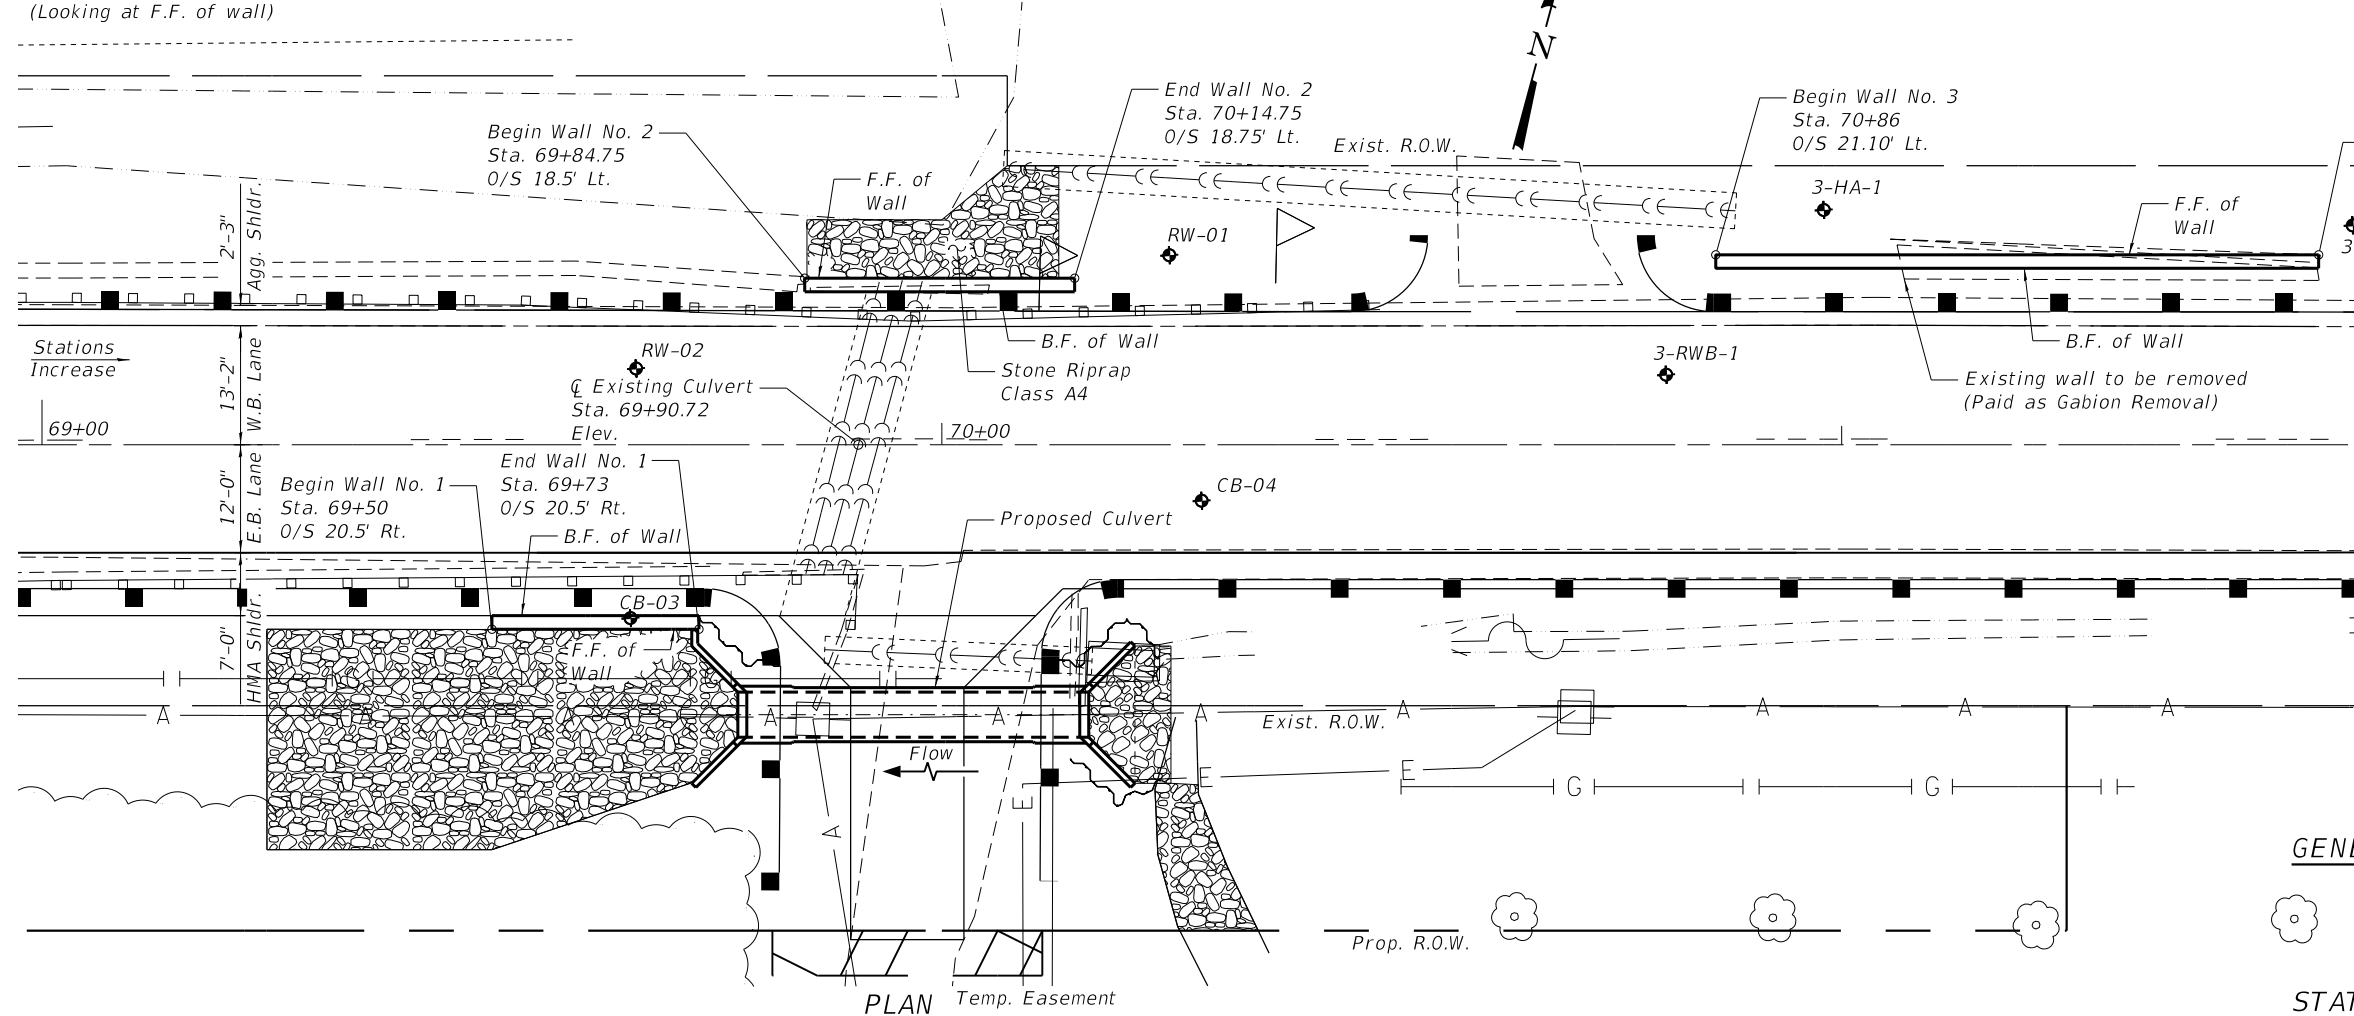 (Looking at F.F. of wall)
N
End Wall No. 2
Sta. 70+14.75
O/S 18.75' Lt.
Begin Wall No. 3
Sta. 70+86
O/S 21.10' Lt.
Begin Wall No. 2
Sta. 69+84.75
O/S 18.5' Lt.
Exist. R.O.W.
F.F. of
Wall
3-HA-1
F.F. of
Wall
2'-3"
Agg. Shldr.
RW-01
3
Stations
Increase
RW-02
B.F. of Wall
Stone Riprap
Class A4
3-RWB-1
B.F. of Wall
Existing wall to be removed
(Paid as Gabion Removal)
13'-2"
W.B. Lane
℄ Existing Culvert
Sta. 69+90.72
Elev.
69+00
70+00
12'-0"
E.B. Lane
Begin Wall No. 1
Sta. 69+50
O/S 20.5' Rt.
End Wall No. 1
Sta. 69+73
O/S 20.5' Rt.
B.F. of Wall
CB-04
Proposed Culvert
CB-03
F.F. of
Wall
7'-0"
HMA Shldr.
A
A
A
A
A
A
A
A
A
Exist. R.O.W.
Flow
E
E
E
A
G
G
GENE
Prop. R.O.W.
PLAN
Temp. Easement
STAT